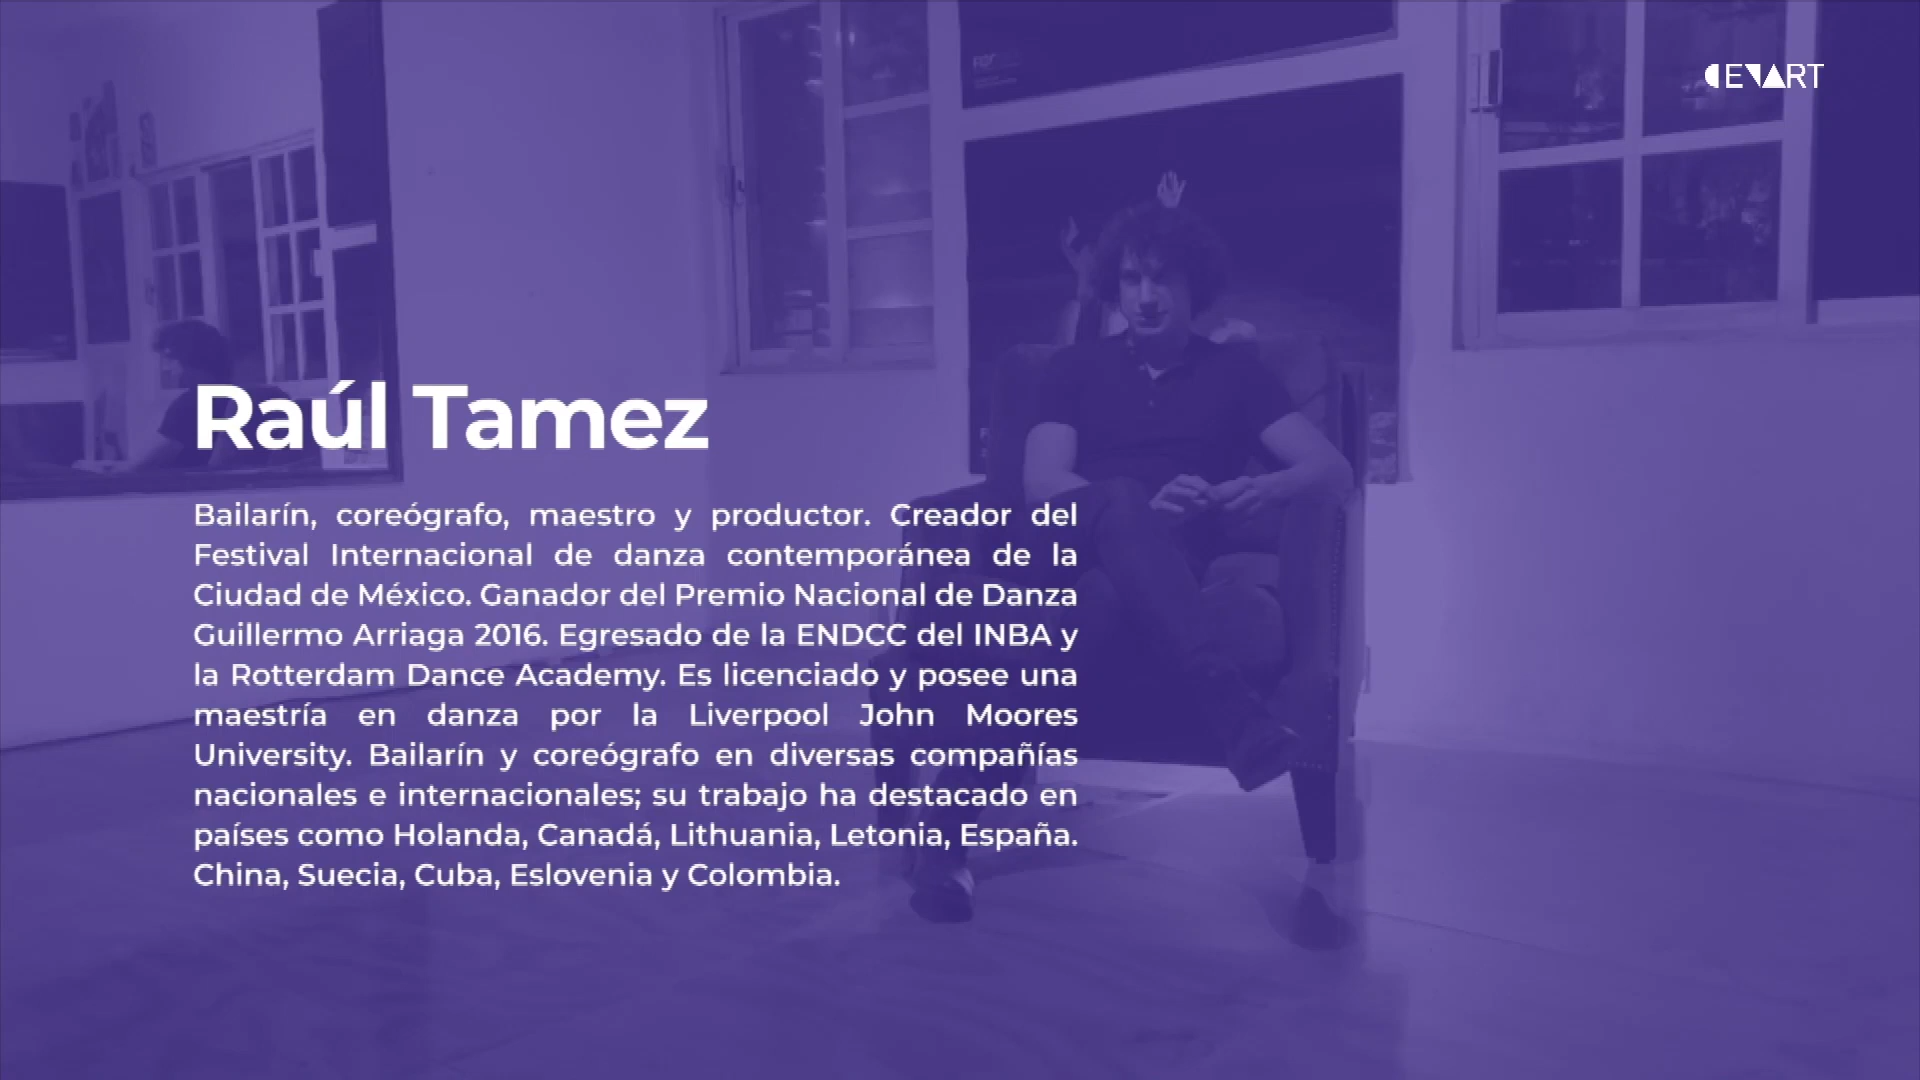 CENART
Raúl Tamez
Bailarín, coreógrafo, maestro y productor. Creador del
Festival Internacional de danza contemporánea de la
Ciudad de México. Ganador del Premio Nacional de Danza
Guillermo Arriaga 2016. Egresado de la ENDCC del INBA y
la Rotterdam Dance Academy. Es licenciado y posee una
maestría en danza por la Liverpool John Moores
University. Bailarín y coreógrafo en diversas compañías
nacionales e internacionales; su trabajo ha destacado en
países como Holanda, Canadá, Lithuania, Letonia, España.
China, Suecia, Cuba, Eslovenia y Colombia.